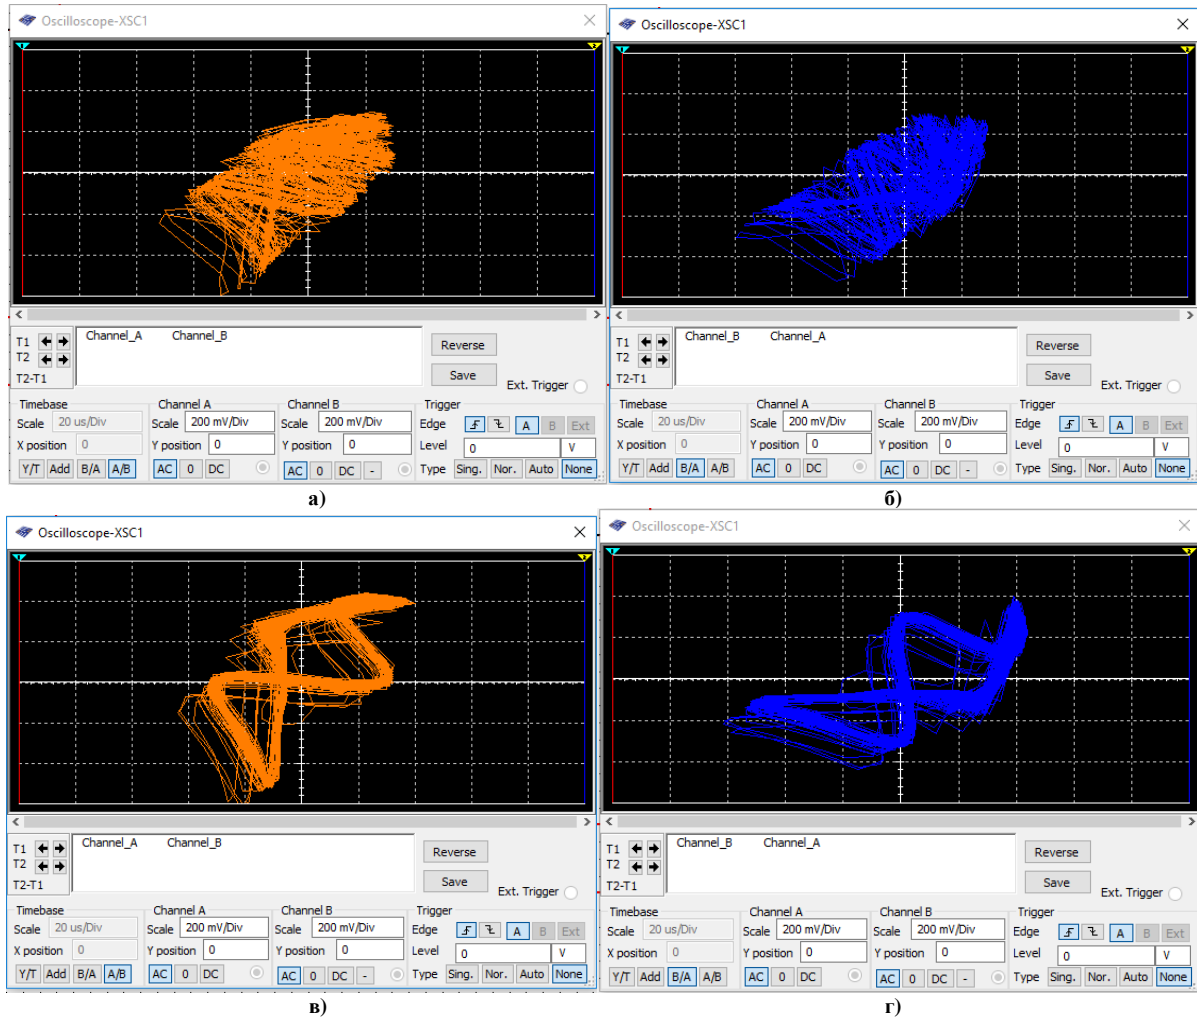 Oscilloscope-XSC1
T1
T2
T2-T1
Channel_A Channel_B
Reverse
Save
Ext. Trigger
Timebase
Scale 20 us/Div
X position 0
Y/T Add B/A A/B
Channel A
Scale 200 mV/Div
Y position 0
AC 0 DC
Channel B
Scale 200 mV/Div
Y position 0
AC 0 DC -
Trigger
Edge A B Ext
Level 0 V
Type Sing. Nor. Auto None
а)
Oscilloscope-XSC1
T1
T2
T2-T1
Channel_B Channel_A
Reverse
Save
Ext. Trigger
Timebase
Scale 20 us/Div
X position 0
Y/T Add B/A A/B
Channel A
Scale 200 mV/Div
Y position 0
AC 0 DC
Channel B
Scale 200 mV/Div
Y position 0
AC 0 DC -
Trigger
Edge A B Ext
Level 0 V
Type Sing. Nor. Auto None
б)
Oscilloscope-XSC1
T1
T2
T2-T1
Channel_A Channel_B
Reverse
Save
Ext. Trigger
Timebase
Scale 20 us/Div
X position 0
Y/T Add B/A A/B
Channel A
Scale 200 mV/Div
Y position 0
AC 0 DC
Channel B
Scale 200 mV/Div
Y position 0
AC 0 DC -
Trigger
Edge A B Ext
Level 0 V
Type Sing. Nor. Auto None
в)
Oscilloscope-XSC1
T1
T2
T2-T1
Channel_B Channel_A
Reverse
Save
Ext. Trigger
Timebase
Scale 20 us/Div
X position 0
Y/T Add B/A A/B
Channel A
Scale 200 mV/Div
Y position 0
AC 0 DC
Channel B
Scale 200 mV/Div
Y position 0
AC 0 DC -
Trigger
Edge A B Ext
Level 0 V
Type Sing. Nor. Auto None
г)